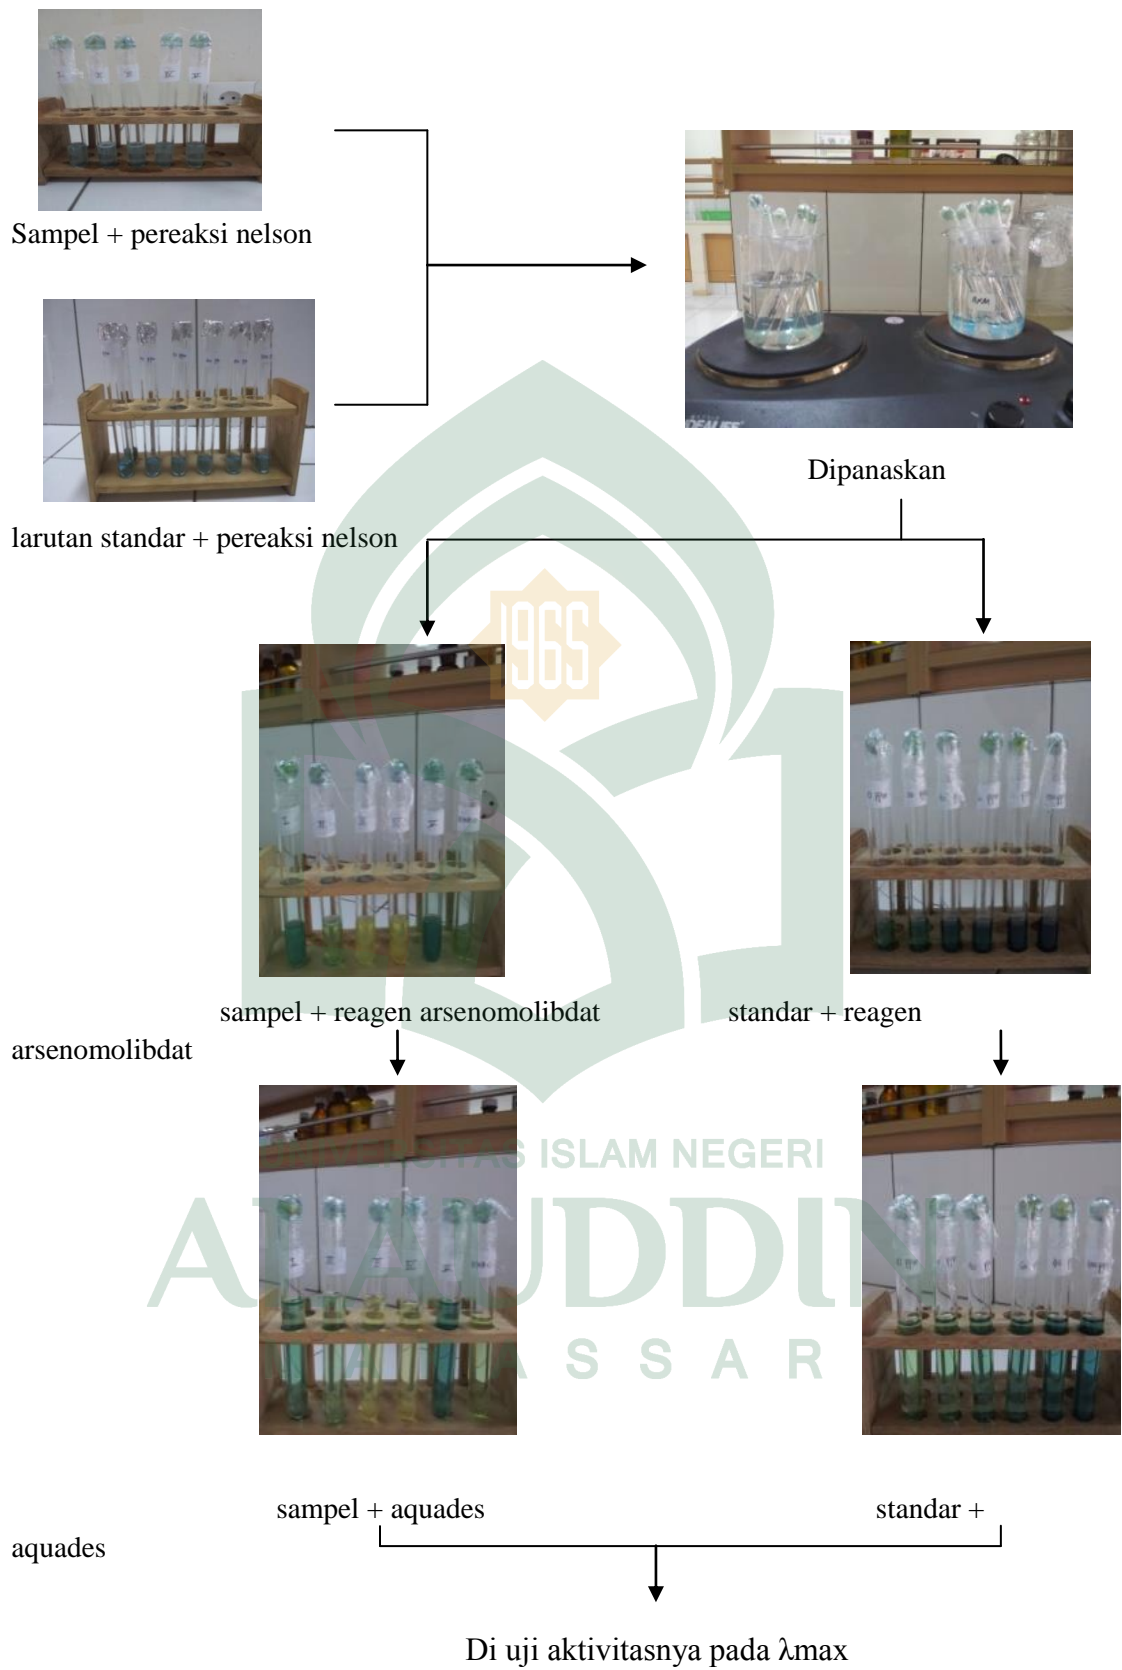 Sampel + pereaksi nelson
larutan standar + pereaksi nelson
Dipanaskan
1965
sampel + reagen arsenomolibdat standar + reagen
arsenomolibdat
UNIVERSITAS ISLAM NEGERI
ALAUDDIN
MAKASSAR
sampel + aquades standar +
aquades
Di uji aktivitasnya pada λmax